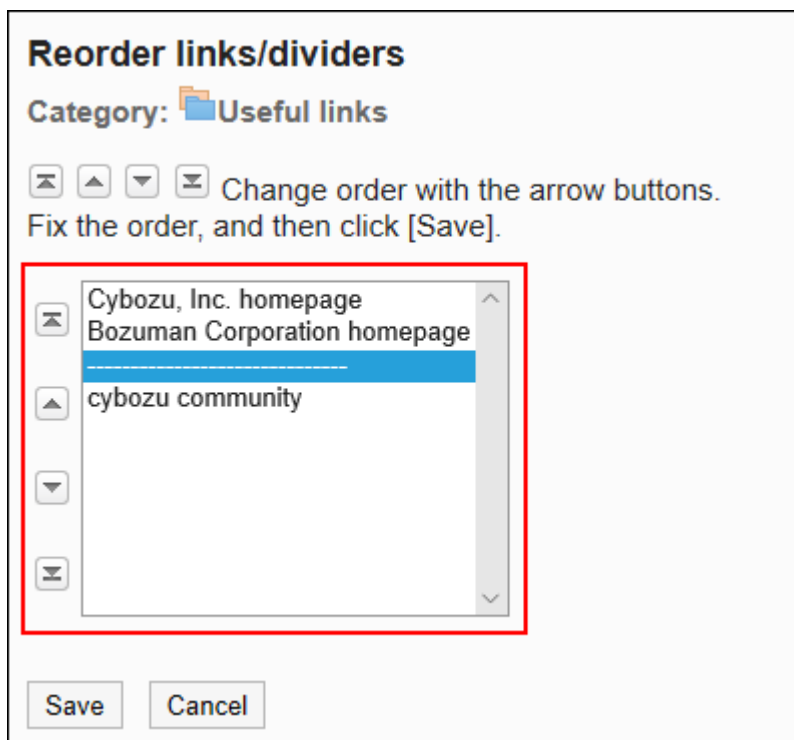 Reorder links/dividers
Category: Useful links
Change order with the arrow buttons.
Fix the order, and then click [Save].
Cybozu, Inc. homepage
Bozuman Corporation homepage
------------------------------
cybozu community
Save Cancel